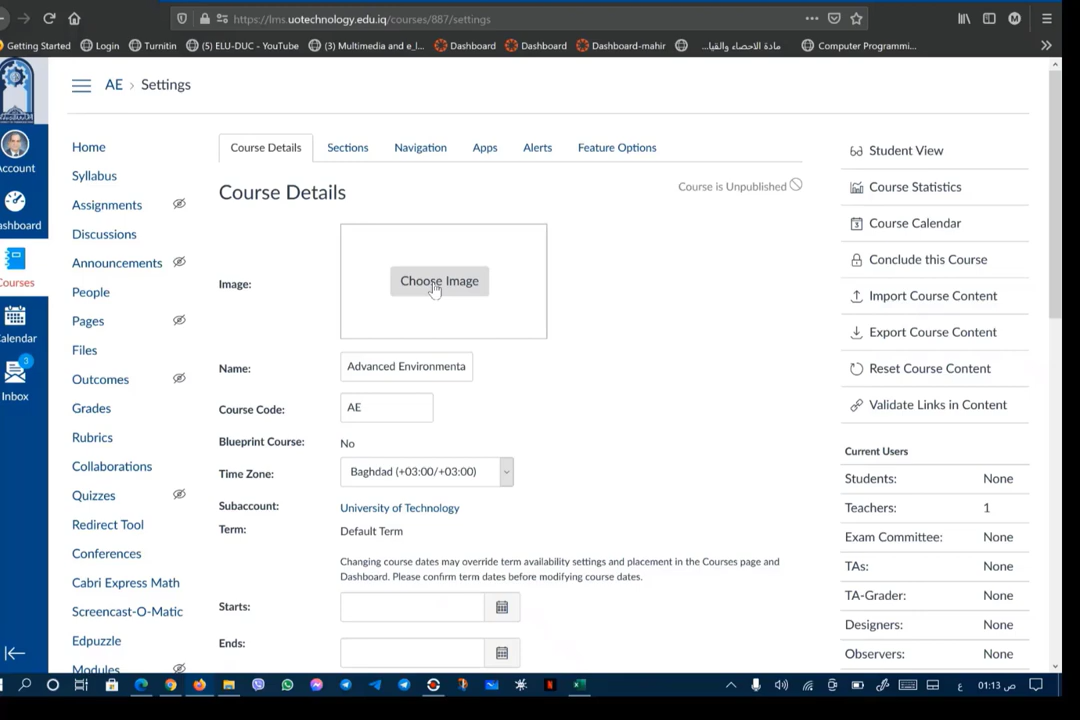 https://lms.uotechnology.edu.iq/courses/887/settings
Getting Started
Login
Turnitin
(5) ELU-DUC - YouTube
(3) Multimedia and e_l...
Dashboard
Dashboard
Dashboard-mahir
مادة الاحصاء والقيا...
Computer Programmi...
AE > Settings
Account
Dashboard
Courses
Calendar
3
Inbox
Home
Syllabus
Assignments
Discussions
Announcements
People
Pages
Files
Outcomes
Grades
Rubrics
Collaborations
Quizzes
Redirect Tool
Conferences
Cabri Express Math
Screencast-O-Matic
Edpuzzle
Modules
Course Details
Sections
Navigation
Apps
Alerts
Feature Options
Course Details
Course is Unpublished
Image:
Choose Image
Name:
Advanced Environmenta
Course Code:
AE
Blueprint Course:
No
Time Zone:
Baghdad (+03:00/+03:00)
Subaccount:
University of Technology
Term:
Default Term
Changing course dates may override term availability settings and placement in the Courses page and
Dashboard. Please confirm term dates before modifying course dates.
Starts:
Ends:
Student View
Course Statistics
Course Calendar
Conclude this Course
Import Course Content
Export Course Content
Reset Course Content
Validate Links in Content
Current Users
Students: None
Teachers: 1
Exam Committee: None
TAs: None
TA-Grader: None
Designers: None
Observers: None
ع
01:13 ص